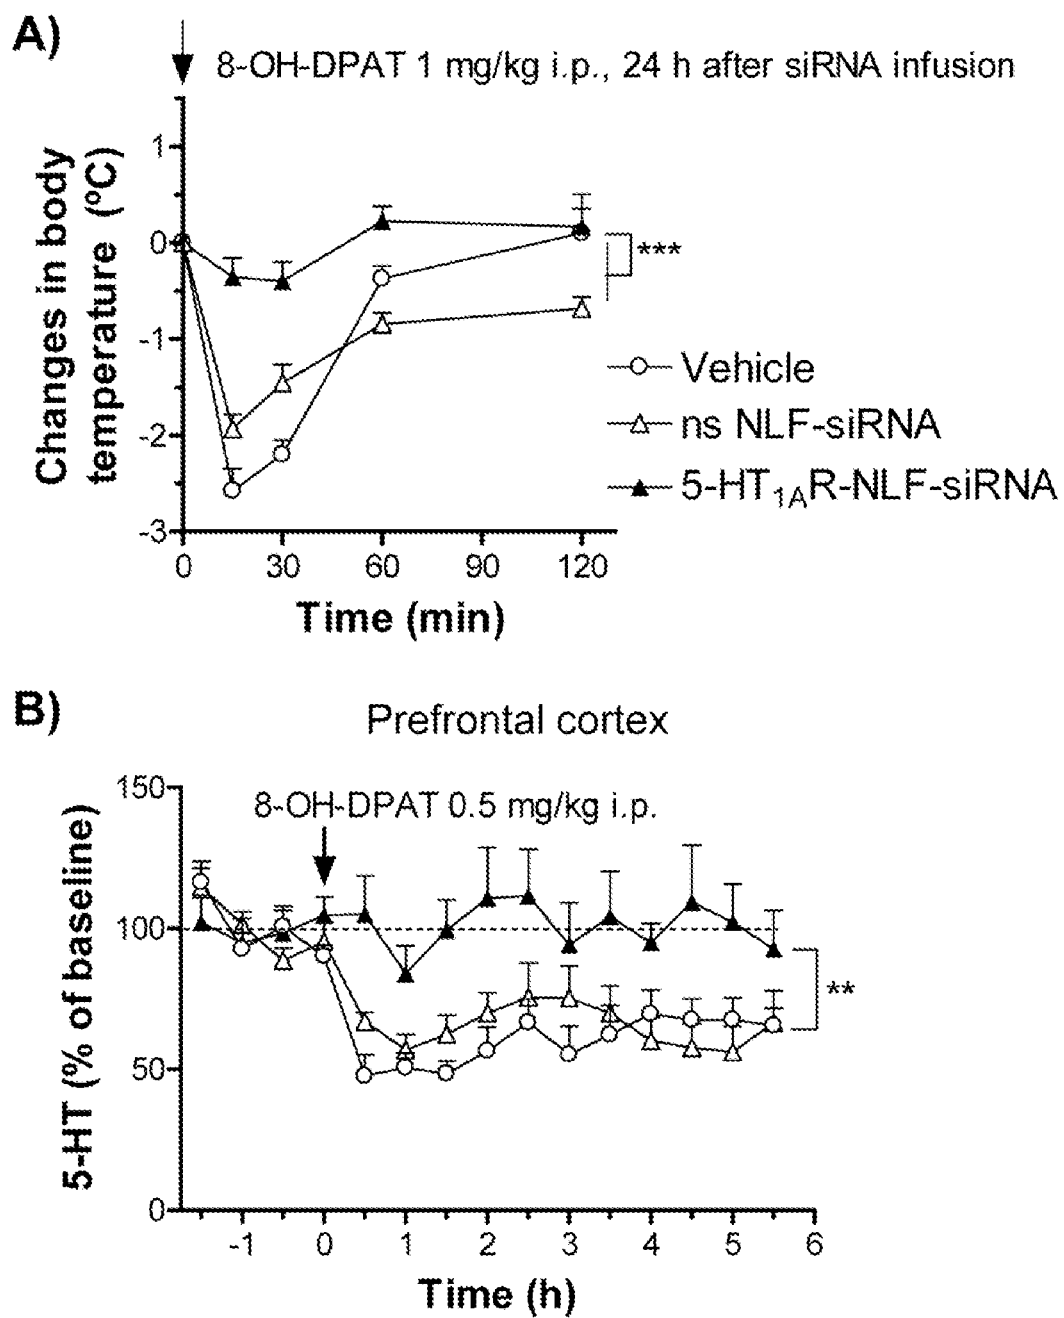 A)
8-OH-DPAT 1 mg/kg i.p., 24 h after siRNA infusion
Changes in body
temperature (ºC)
1
0
-1
-2
-3
***
Vehicle
ns NLF-siRNA
5-HT1AR-NLF-siRNA
0 30 60 90 120
Time (min)
B)
Prefrontal cortex
8-OH-DPAT 0.5 mg/kg i.p.
5-HT (% of baseline)
150
100
50
0
**
-1 0 1 2 3 4 5 6
Time (h)